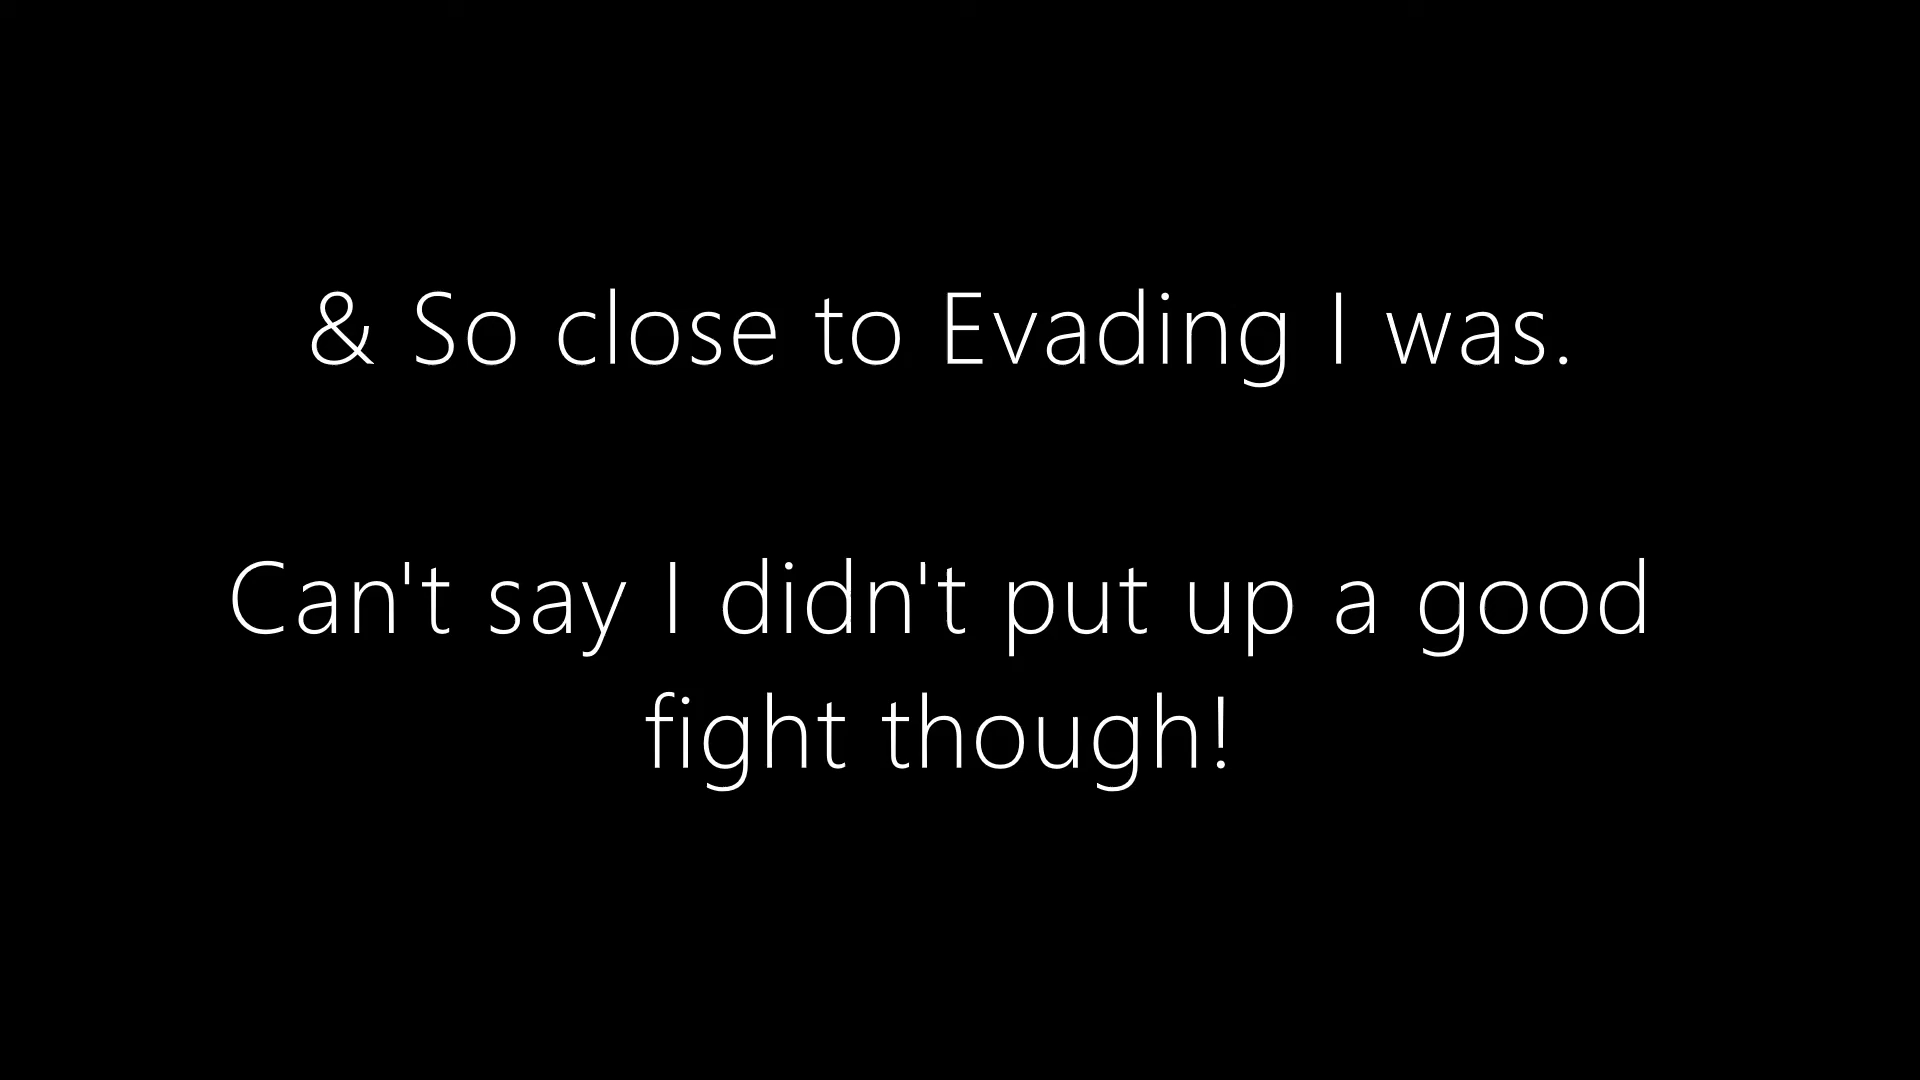 & So close to Evading I was.
Can't say I didn't put up a good
fight though!